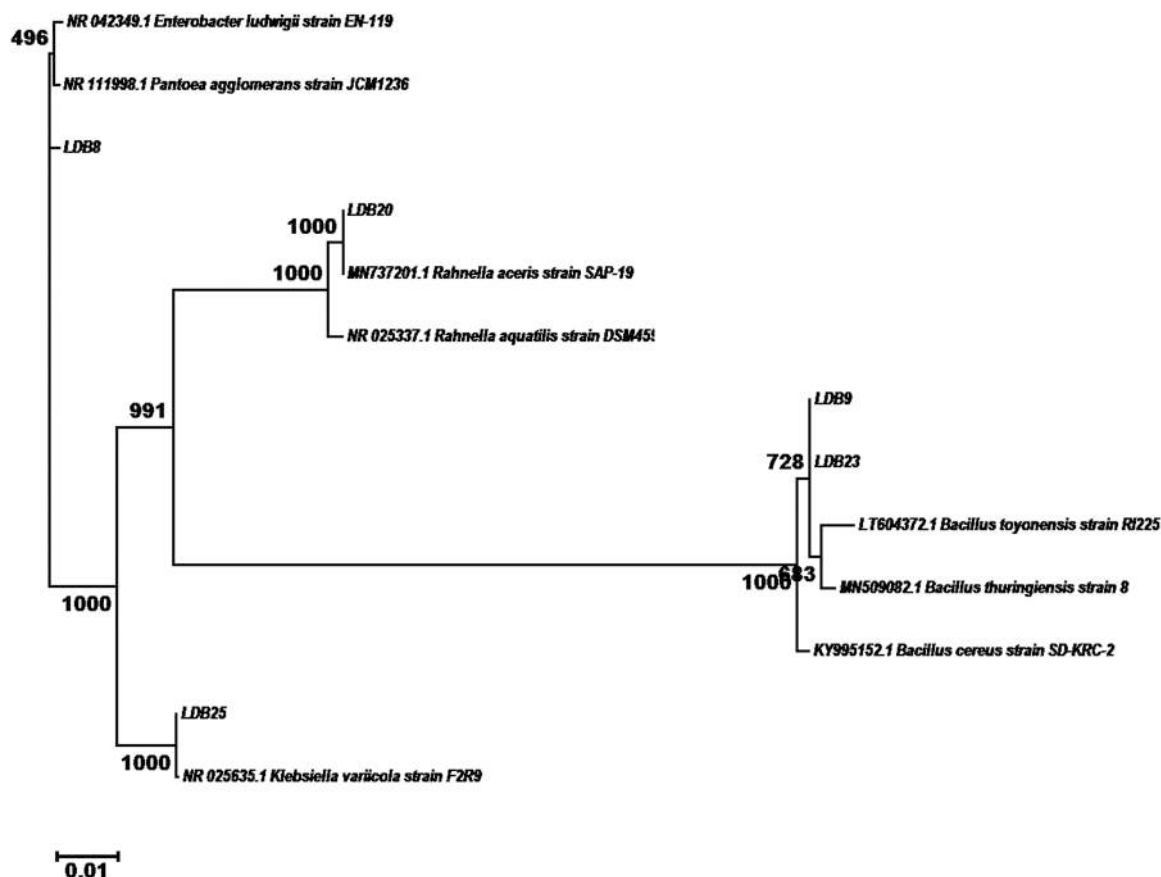 NR 042349.1 Enterobacter ludwigii strain EN-119
496
NR 111998.1 Pantoea agglomerans strain JCM1236
LDB8
LDB20
1000
1000
MN737201.1 Rahnella aceris strain SAP-19
NR 025337.1 Rahnella aquatilis strain DSM459
LDB9
991
728
LDB23
LT604372.1 Bacillus toyonensis strain RI225
1000
683
MN509082.1 Bacillus thuringiensis strain 8
1000
KY995152.1 Bacillus cereus strain SD-KRC-2
LDB25
1000
NR 025635.1 Klebsiella variicola strain F2R9
0.01